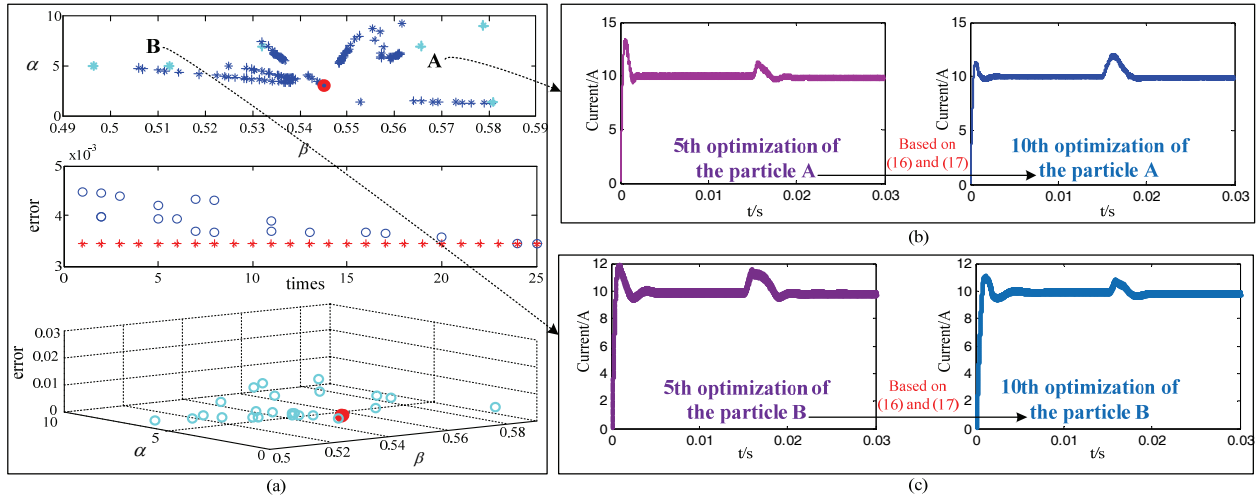 10
5
0
α
B
A
0.49 0.5 0.51 0.52 0.53 0.54 0.55 0.56 0.57 0.58 0.59
β
x10-3
5
4
3
error
0 5 10 15 20 25
times
0.03
0.02
0.01
0
error
10
5
0
α
0.5 0.52 0.54 0.56 0.58
β
(a)
15
10
5
0
Current/A
5th optimization of
the particle A
0 0.01 0.02 0.03
t/s
Based on
(16) and (17)
15
10
5
0
Current/A
10th optimization of
the particle A
0 0.01 0.02 0.03
t/s
(b)
12
10
8
6
4
2
0
Current/A
5th optimization of
the particle B
0 0.01 0.02 0.03
t/s
Based on
(16) and (17)
12
10
8
6
4
2
0
Current/A
10th optimization of
the particle B
0 0.01 0.02 0.03
t/s
(c)